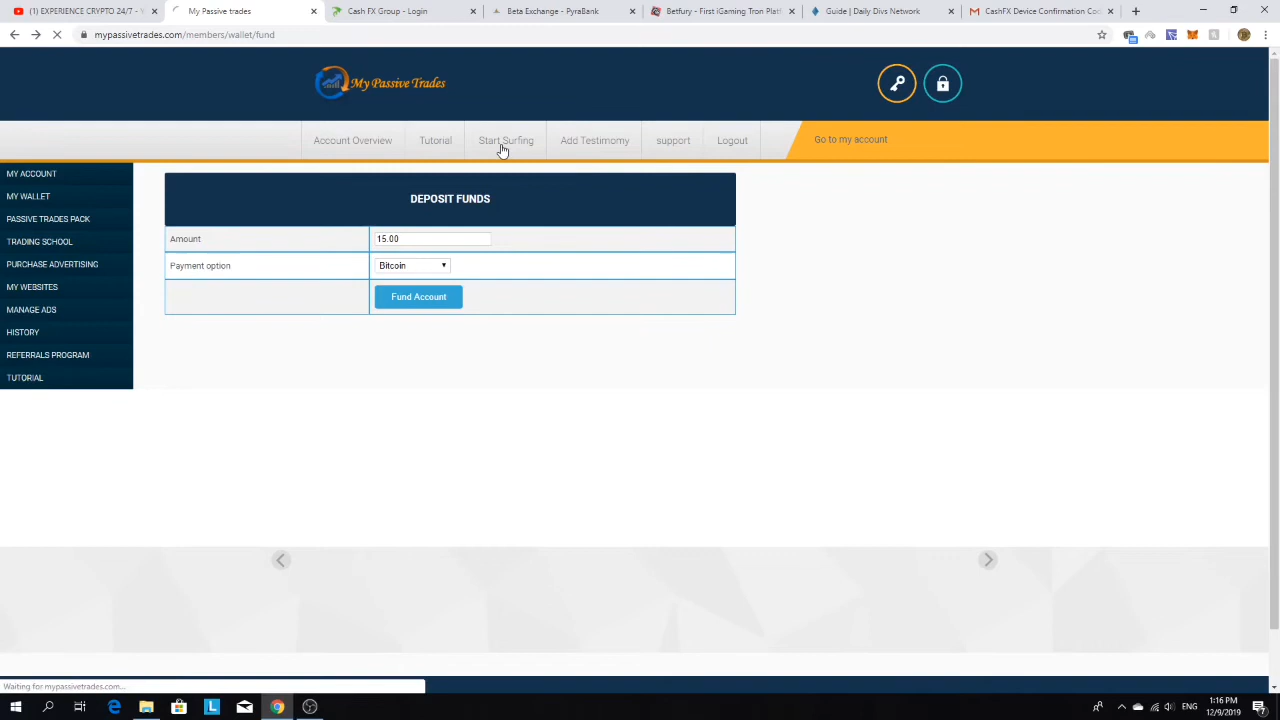 (1) EXPERIENCE CRYPTO 24/7 -
My Passive trades
Cash FX Group - Login
Beta Exchange - PyraBank
Betfury - First iGaming Tron Platf
Guide | Daily Divs Network
CashFX Device Confirmation Cod
mypassivetrades.com/members/wallet/fund
My Passive Trades
Account Overview
Tutorial
Start Surfing
Add Testimomy
support
Logout
Go to my account
MY ACCOUNT
MY WALLET
PASSIVE TRADES PACK
TRADING SCHOOL
PURCHASE ADVERTISING
MY WEBSITES
MANAGE ADS
HISTORY
REFERRALS PROGRAM
TUTORIAL
DEPOSIT FUNDS
Amount
15.00
Payment option
Bitcoin
Fund Account
Waiting for mypassivetrades.com...
L
ENG
1:16 PM
12/9/2019
7